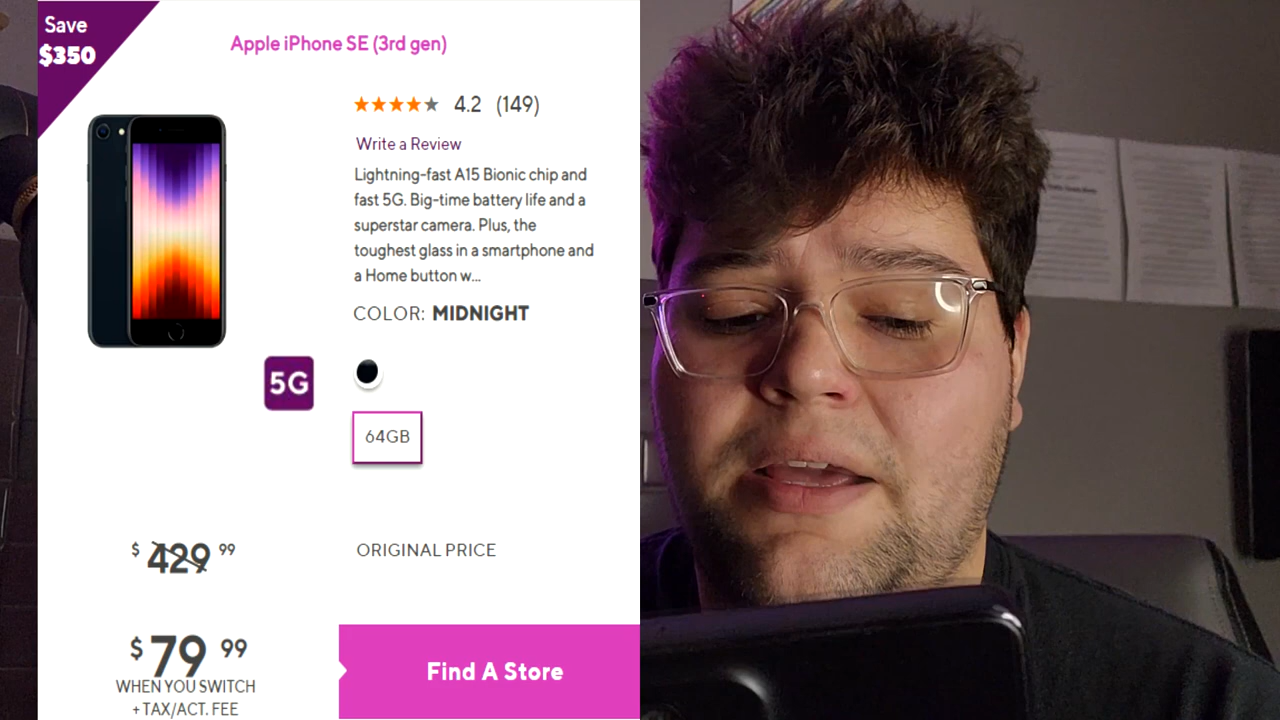 Save
$350
Apple iPhone SE (3rd gen)
4.2 (149)
Write a Review
Lightning-fast A15 Bionic chip and
fast 5G. Big-time battery life and a
superstar camera. Plus, the
toughest glass in a smartphone and
a Home button w...
COLOR: MIDNIGHT
5G
64GB
$ 429 99
ORIGINAL PRICE
$ 79 99
WHEN YOU SWITCH
+ TAX/ACT. FEE
Find A Store